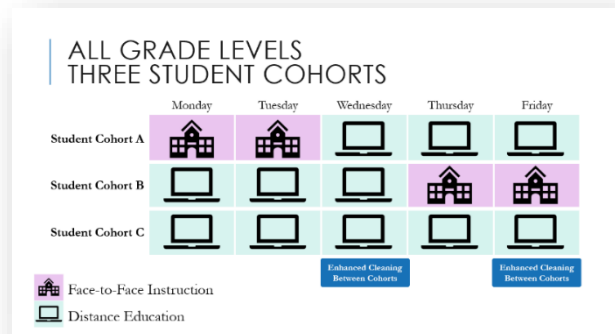 ALL GRADE LEVELS
THREE STUDENT COHORTS
Monday Tuesday Wednesday Thursday Friday
Student Cohort A
Student Cohort B
Student Cohort C
Enhanced Cleaning
Between Cohorts
Enhanced Cleaning
Between Cohorts
Face-to-Face Instruction
Distance Education